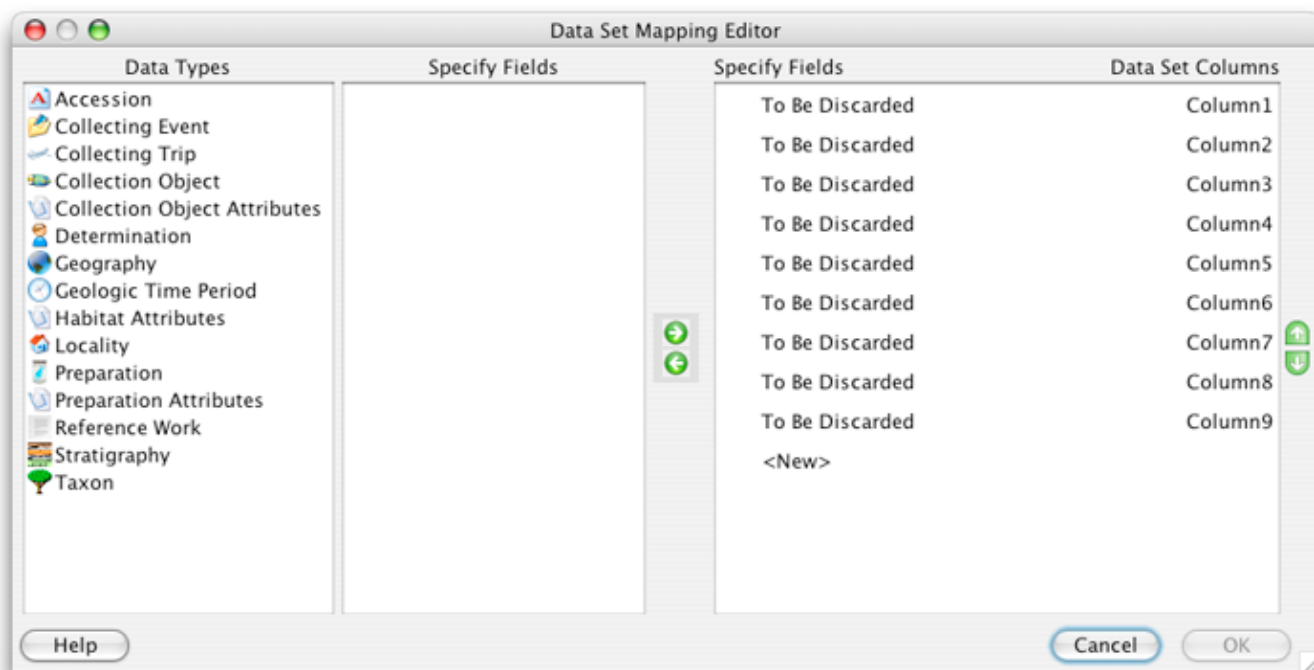 Data Set Mapping Editor
Data Types
Specify Fields
Specify Fields
Data Set Columns
Accession
Collecting Event
Collecting Trip
Collection Object
Collection Object Attributes
Determination
Geography
Geologic Time Period
Habitat Attributes
Locality
Preparation
Preparation Attributes
Reference Work
Stratigraphy
Taxon
To Be Discarded Column1
To Be Discarded Column2
To Be Discarded Column3
To Be Discarded Column4
To Be Discarded Column5
To Be Discarded Column6
To Be Discarded Column7
To Be Discarded Column8
To Be Discarded Column9
<New>
Help
Cancel
OK